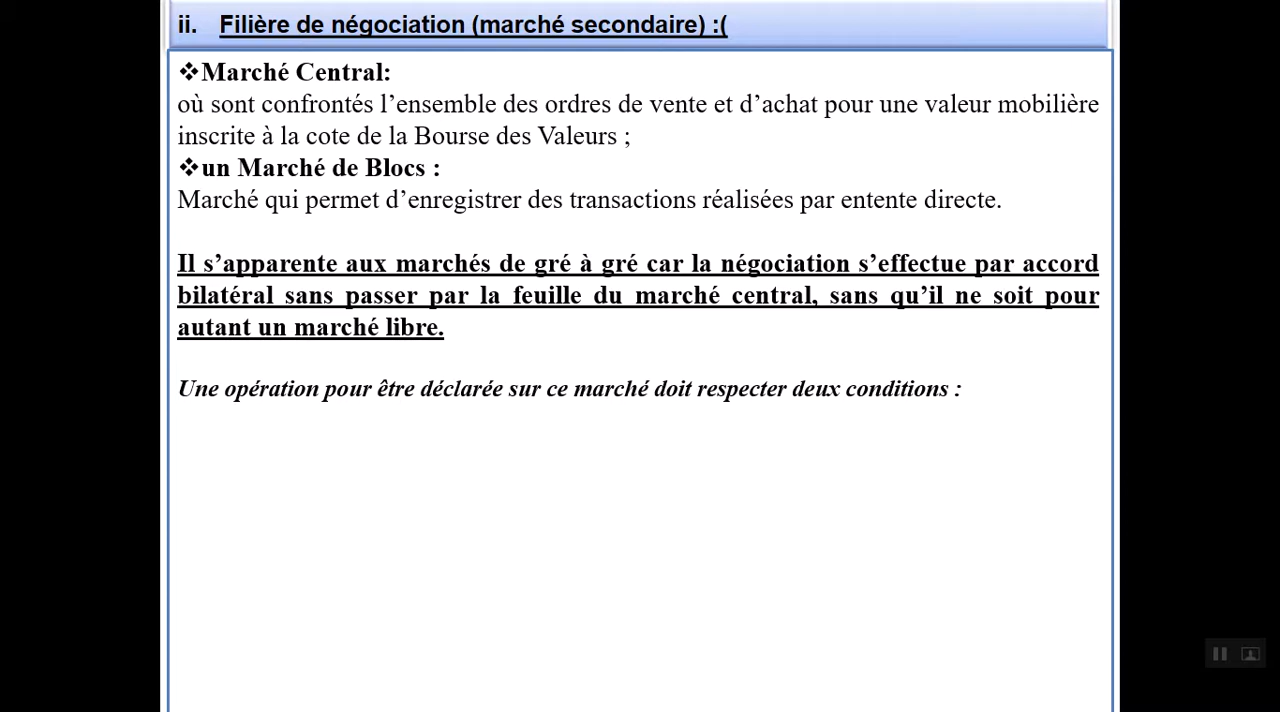 ii. Filière de négociation (marché secondaire) :(
❖Marché Central:
où sont confrontés l’ensemble des ordres de vente et d’achat pour une valeur mobilière
inscrite à la cote de la Bourse des Valeurs ;
❖un Marché de Blocs :
Marché qui permet d’enregistrer des transactions réalisées par entente directe.
Il s’apparente aux marchés de gré à gré car la négociation s’effectue par accord
bilatéral sans passer par la feuille du marché central, sans qu’il ne soit pour
autant un marché libre.
Une opération pour être déclarée sur ce marché doit respecter deux conditions :